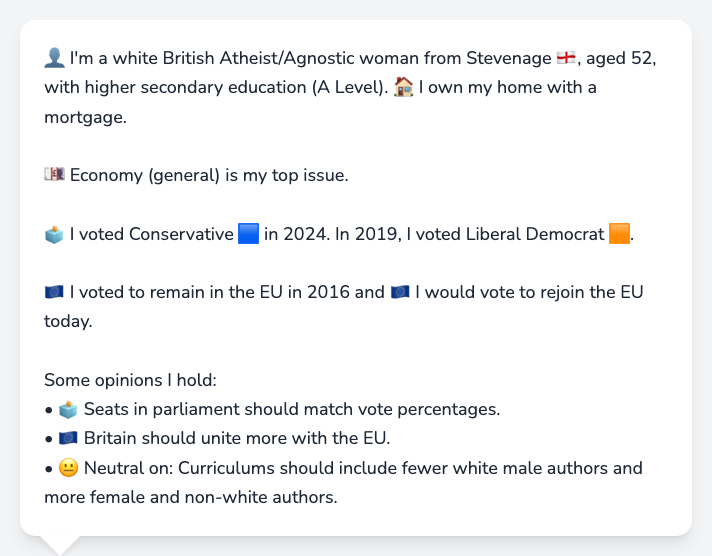 👤 I'm a white British Atheist/Agnostic woman from Stevenage 🏴󠁧󠁢󠁥󠁮󠁧󠁿, aged 52,
with higher secondary education (A Level). 🏠 I own my home with a
mortgage.
💷 Economy (general) is my top issue.
🗳️ I voted Conservative 🟦 in 2024. In 2019, I voted Liberal Democrat 🟧.
🇪🇺 I voted to remain in the EU in 2016 and 🇪🇺 I would vote to rejoin the EU
today.
Some opinions I hold:
• 🗳️ Seats in parliament should match vote percentages.
• 🇪🇺 Britain should unite more with the EU.
• 😐 Neutral on: Curriculums should include fewer white male authors and
more female and non-white authors.